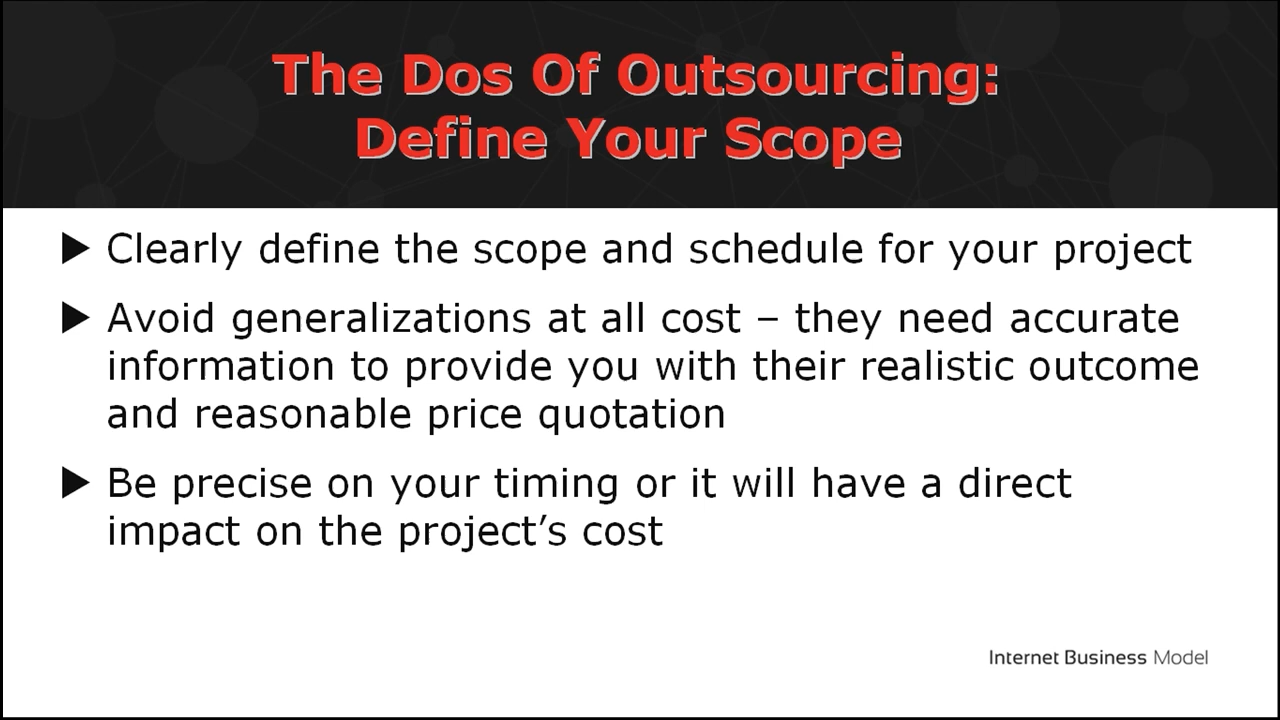 The Dos Of Outsourcing:
Define Your Scope
▶ Clearly define the scope and schedule for your project
▶ Avoid generalizations at all cost – they need accurate
information to provide you with their realistic outcome
and reasonable price quotation
▶ Be precise on your timing or it will have a direct
impact on the project’s cost
Internet Business Model